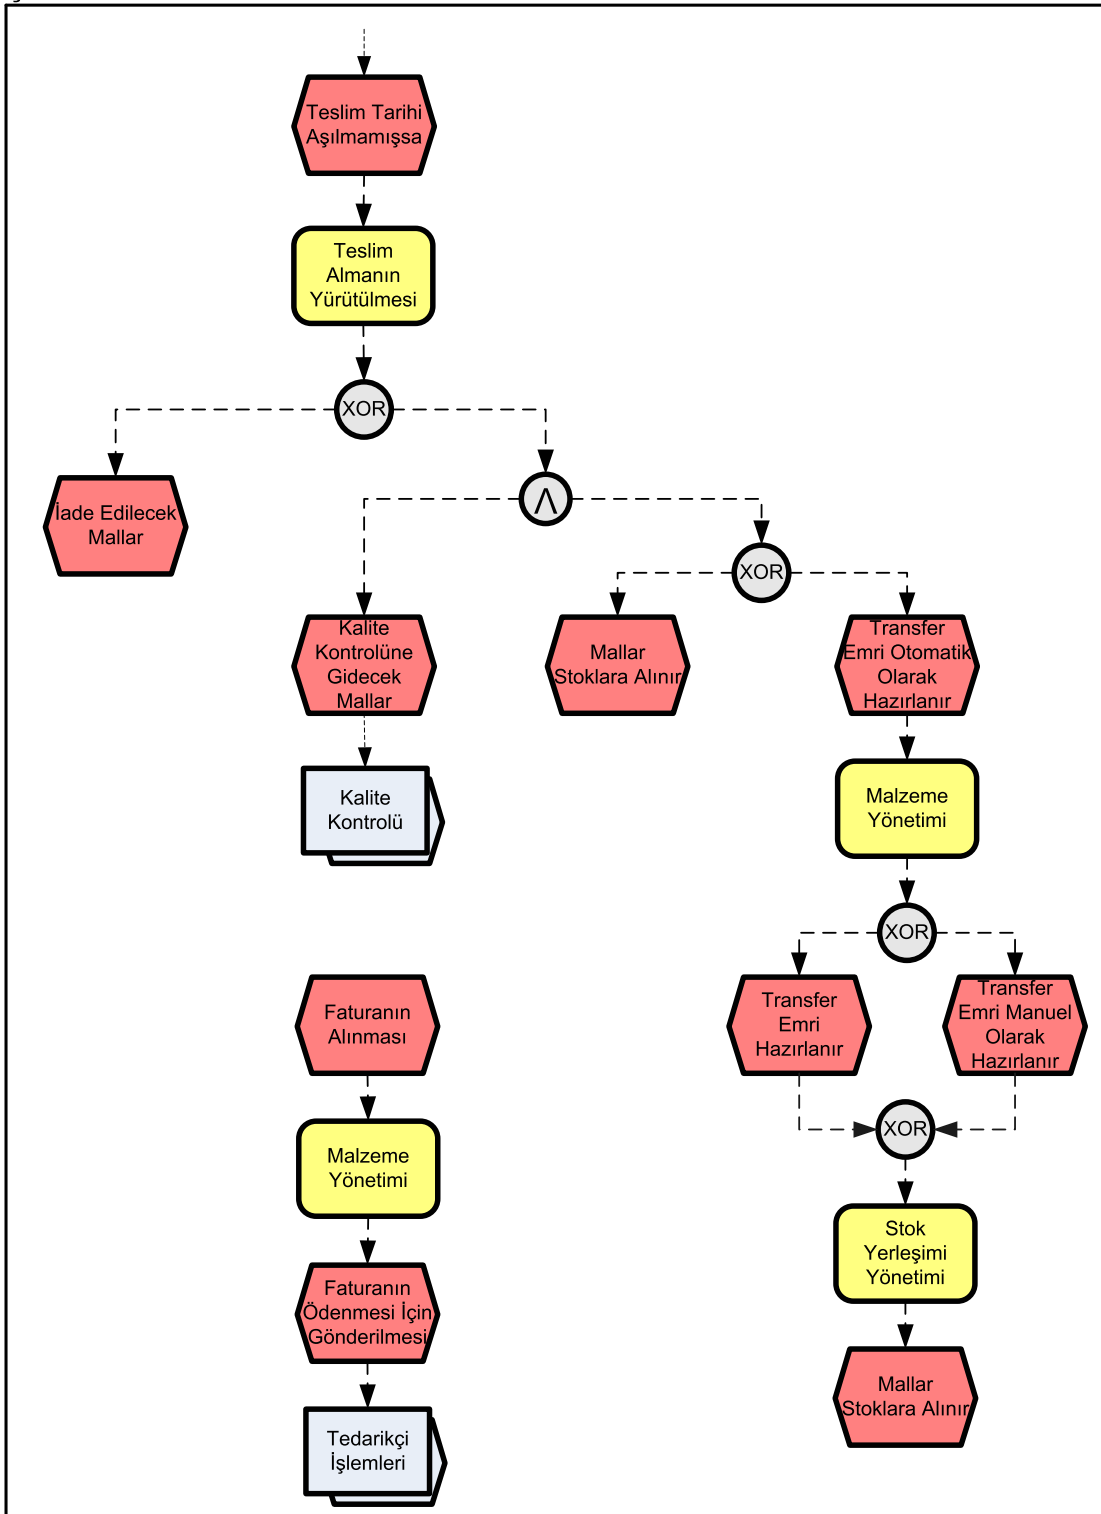 Teslim Tarihi
Aşılmamışsa
Teslim
Almanın
Yürütülmesi
XOR
İade Edilecek
Mallar
Λ
XOR
Kalite
Kontrolüne
Gidecek
Mallar
Mallar
Stoklara Alınır
Transfer
Emri Otomatik
Olarak
Hazırlanır
Kalite
Kontrolü
Malzeme
Yönetimi
XOR
Faturanın
Alınması
Transfer
Emri
Hazırlanır
Transfer
Emri Manuel
Olarak
Hazırlanır
XOR
Malzeme
Yönetimi
Stok
Yerleşimi
Yönetimi
Faturanın
Ödenmesi İçin
Gönderilmesi
Mallar
Stoklara Alınır
Tedarikçi
İşlemleri